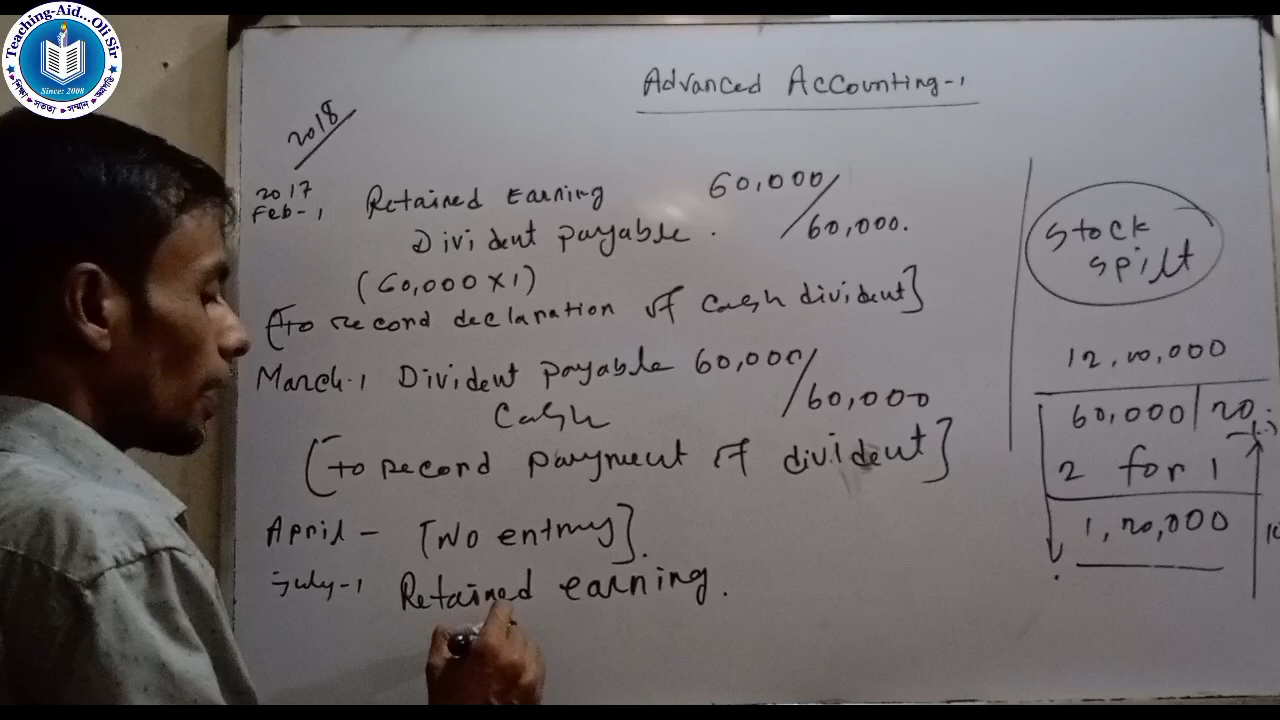 Teaching-Aid...Oli Sir
Since: 2008
Advanced Accounting-1
2018
2017
Feb-1 Retained Earning 60,000/
Divident payable. /60,000.
(60,000×1)
[To record declaration of cash divident]
March-1 Divident payable 60,000/
Cash /60,000
[To record payment of divident]
April - [No entry].
July-1 Retained earning.
Stock
spilt
12,00,000
60,000 | 20
2 for 1
1,20,000